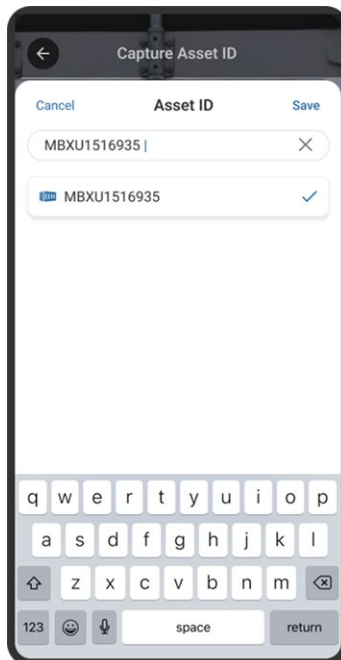 Capture Asset ID
Cancel Asset ID Save
MBXU1516935
MBXU1516935
q w e r t y u i o p
a s d f g h j k l
z x c v b n m
123 space return